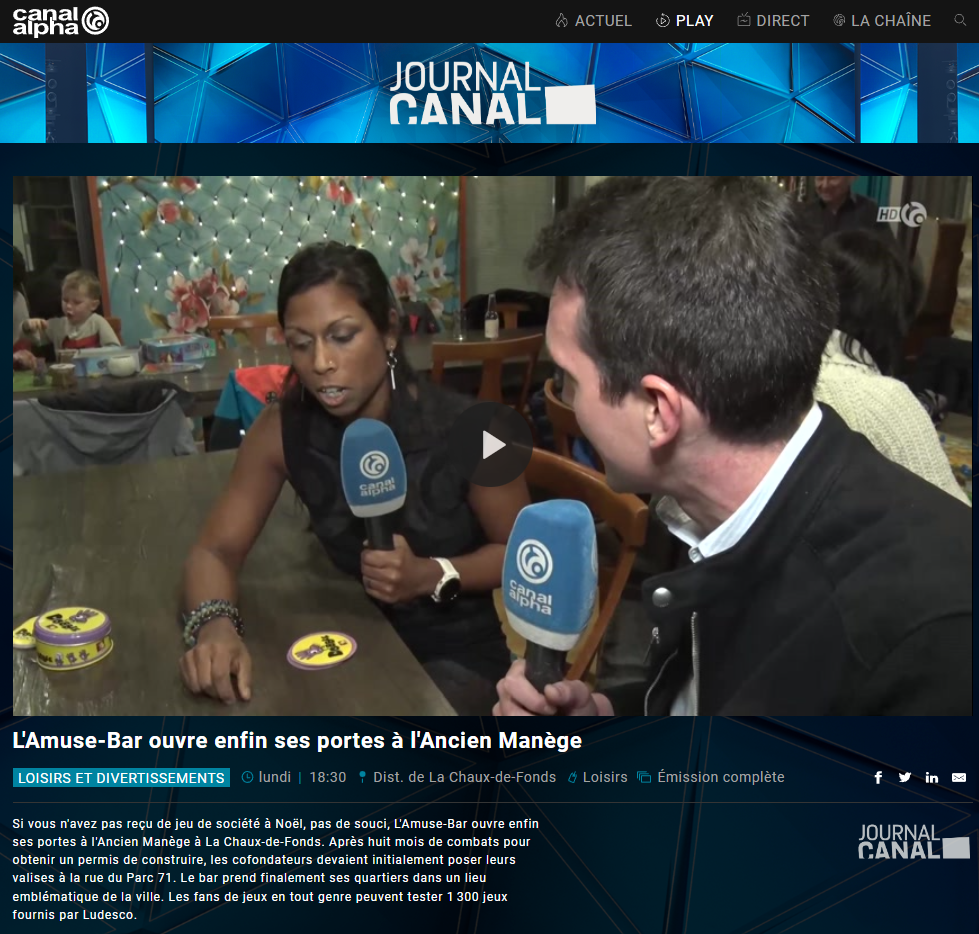 canal alpha
ACTUEL
PLAY
DIRECT
LA CHAÎNE
JOURNAL
CANAL
HD
canal alpha
canal alpha
L'Amuse-Bar ouvre enfin ses portes à l'Ancien Manège
LOISIRS ET DIVERTISSEMENTS lundi | 18:30 Dist. de La Chaux-de-Fonds Loisirs Émission complète
Si vous n'avez pas reçu de jeu de société à Noël, pas de souci, L'Amuse-Bar ouvre enfin
ses portes à l'Ancien Manège à La Chaux-de-Fonds. Après huit mois de combats pour
obtenir un permis de construire, les cofondateurs devaient initialement poser leurs
valises à la rue du Parc 71. Le bar prend finalement ses quartiers dans un lieu
emblématique de la ville. Les fans de jeux en tout genre peuvent tester 1 300 jeux
fournis par Ludesco.
JOURNAL
CANAL